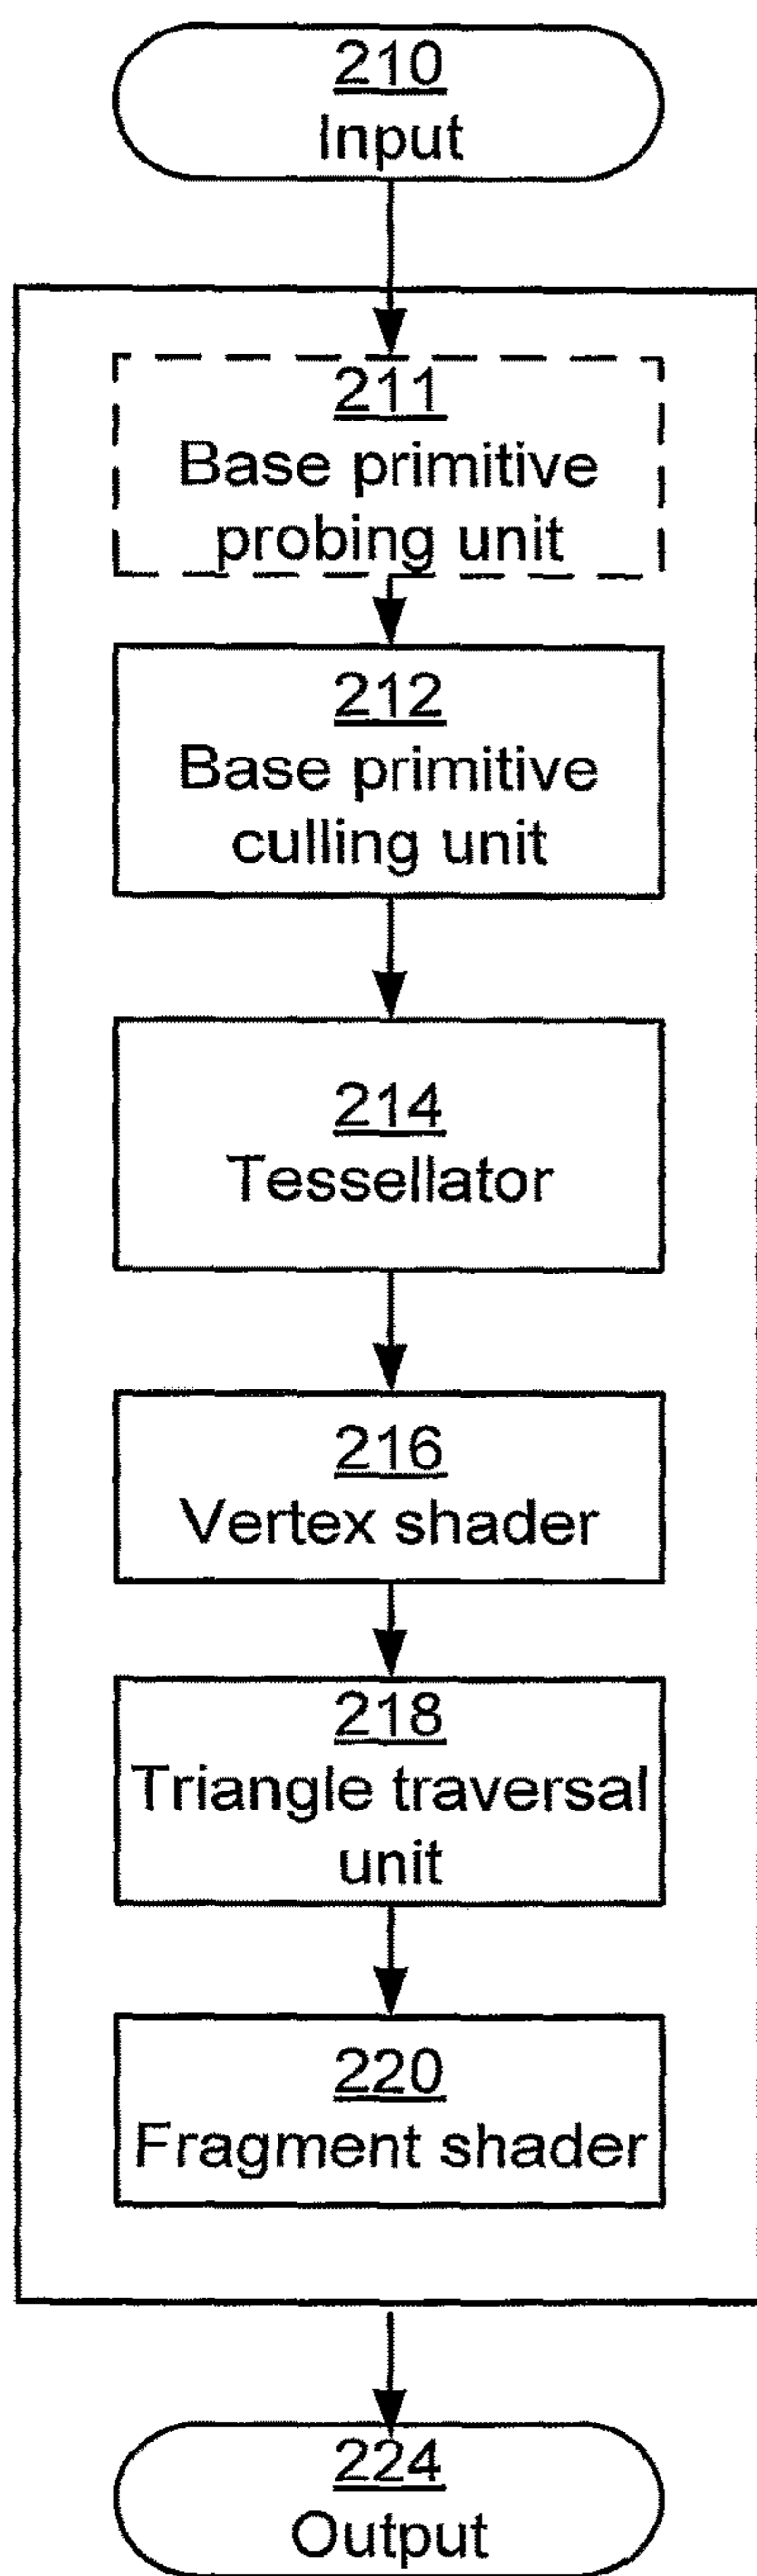 210
Input
211
Base primitive
probing unit
212
Base primitive
culling unit
214
Tessellator
216
Vertex shader
218
Triangle traversal
unit
220
Fragment shader
224
Output